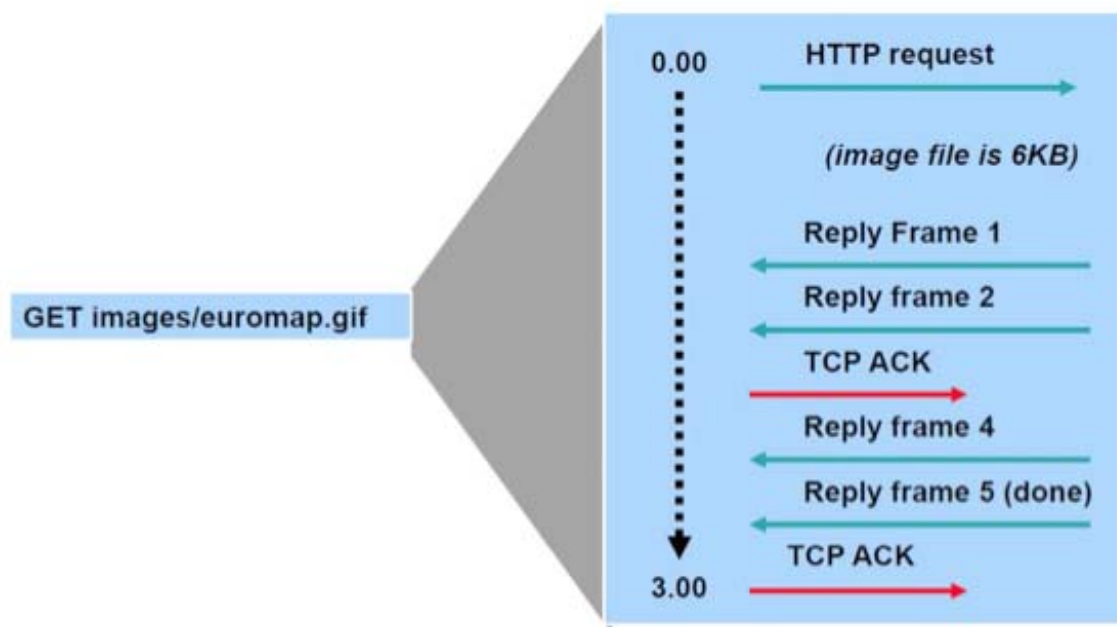 0.00
HTTP request
(image file is 6KB)
Reply Frame 1
GET images/euromap.gif
Reply frame 2
TCP ACK
Reply frame 4
Reply frame 5 (done)
TCP ACK
3.00